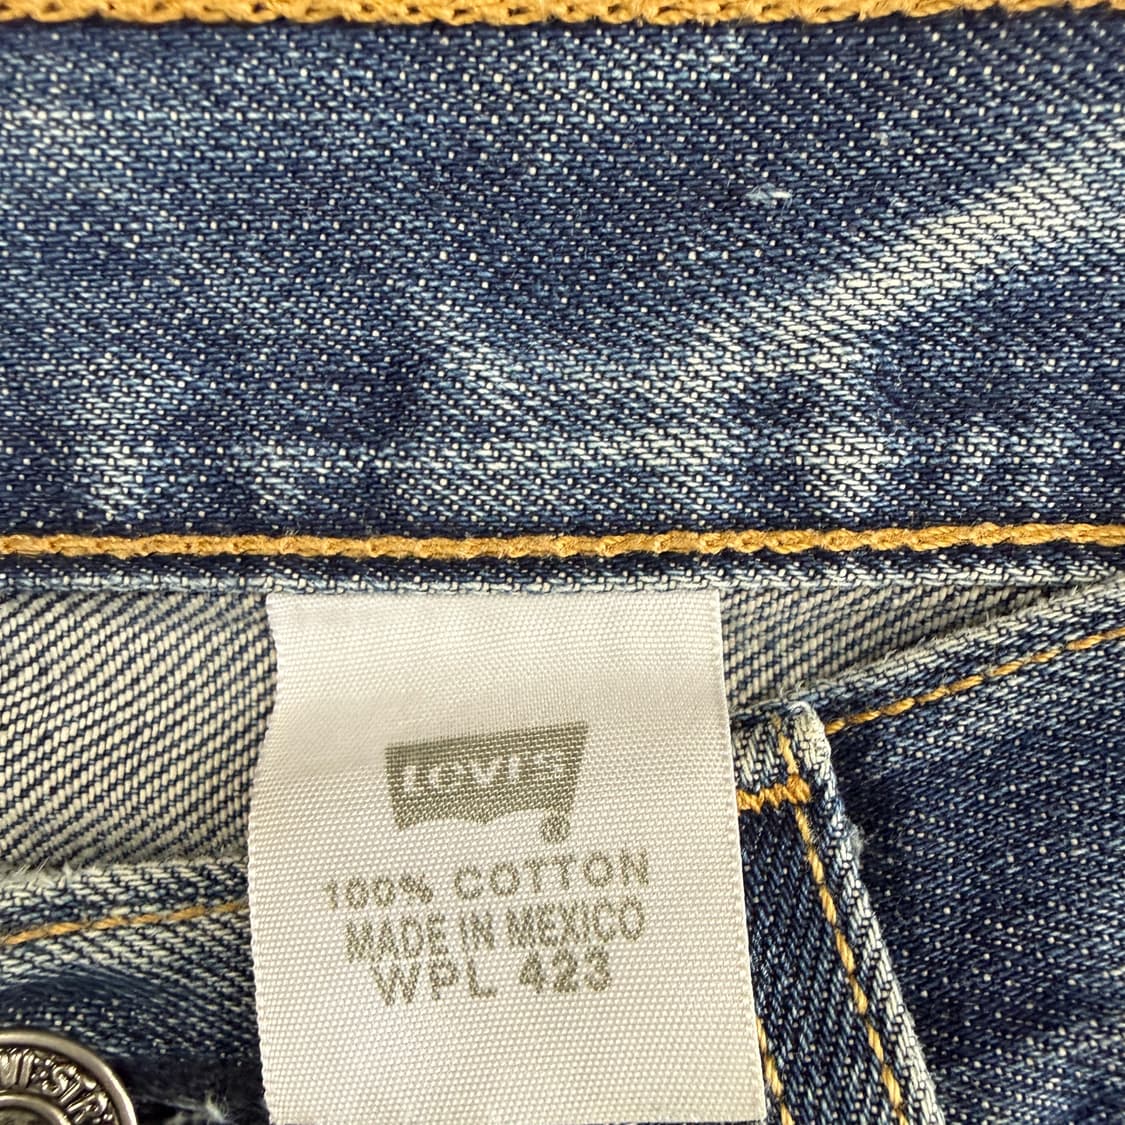 Levi's
®
100% COTTON
MADE IN MEXICO
WPL 423